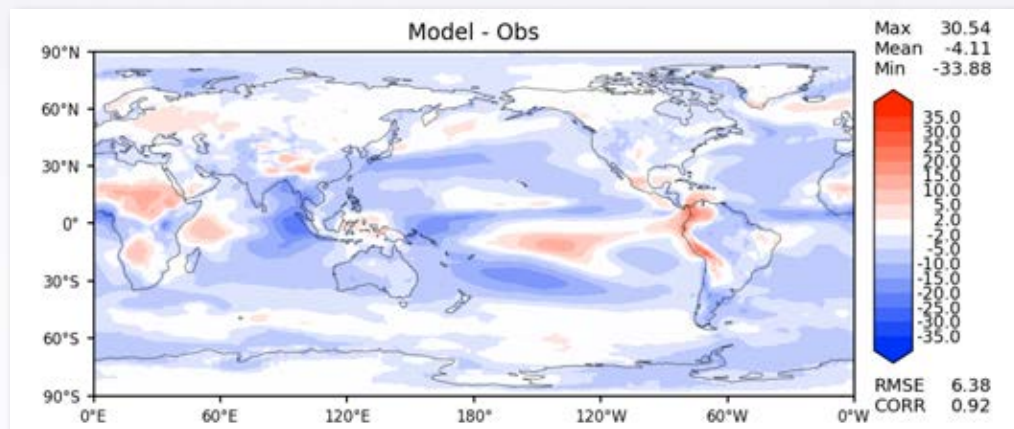 Model - Obs
Max 30.54
Mean -4.11
Min -33.88
90°N
60°N
30°N
0°
30°S
60°S
90°S
0°E 60°E 120°E 180° 120°W 60°W 0°W
35.0
30.0
25.0
20.0
15.0
10.0
5.0
2.0
-2.0
-5.0
-10.0
-15.0
-20.0
-25.0
-30.0
-35.0
RMSE 6.38
CORR 0.92